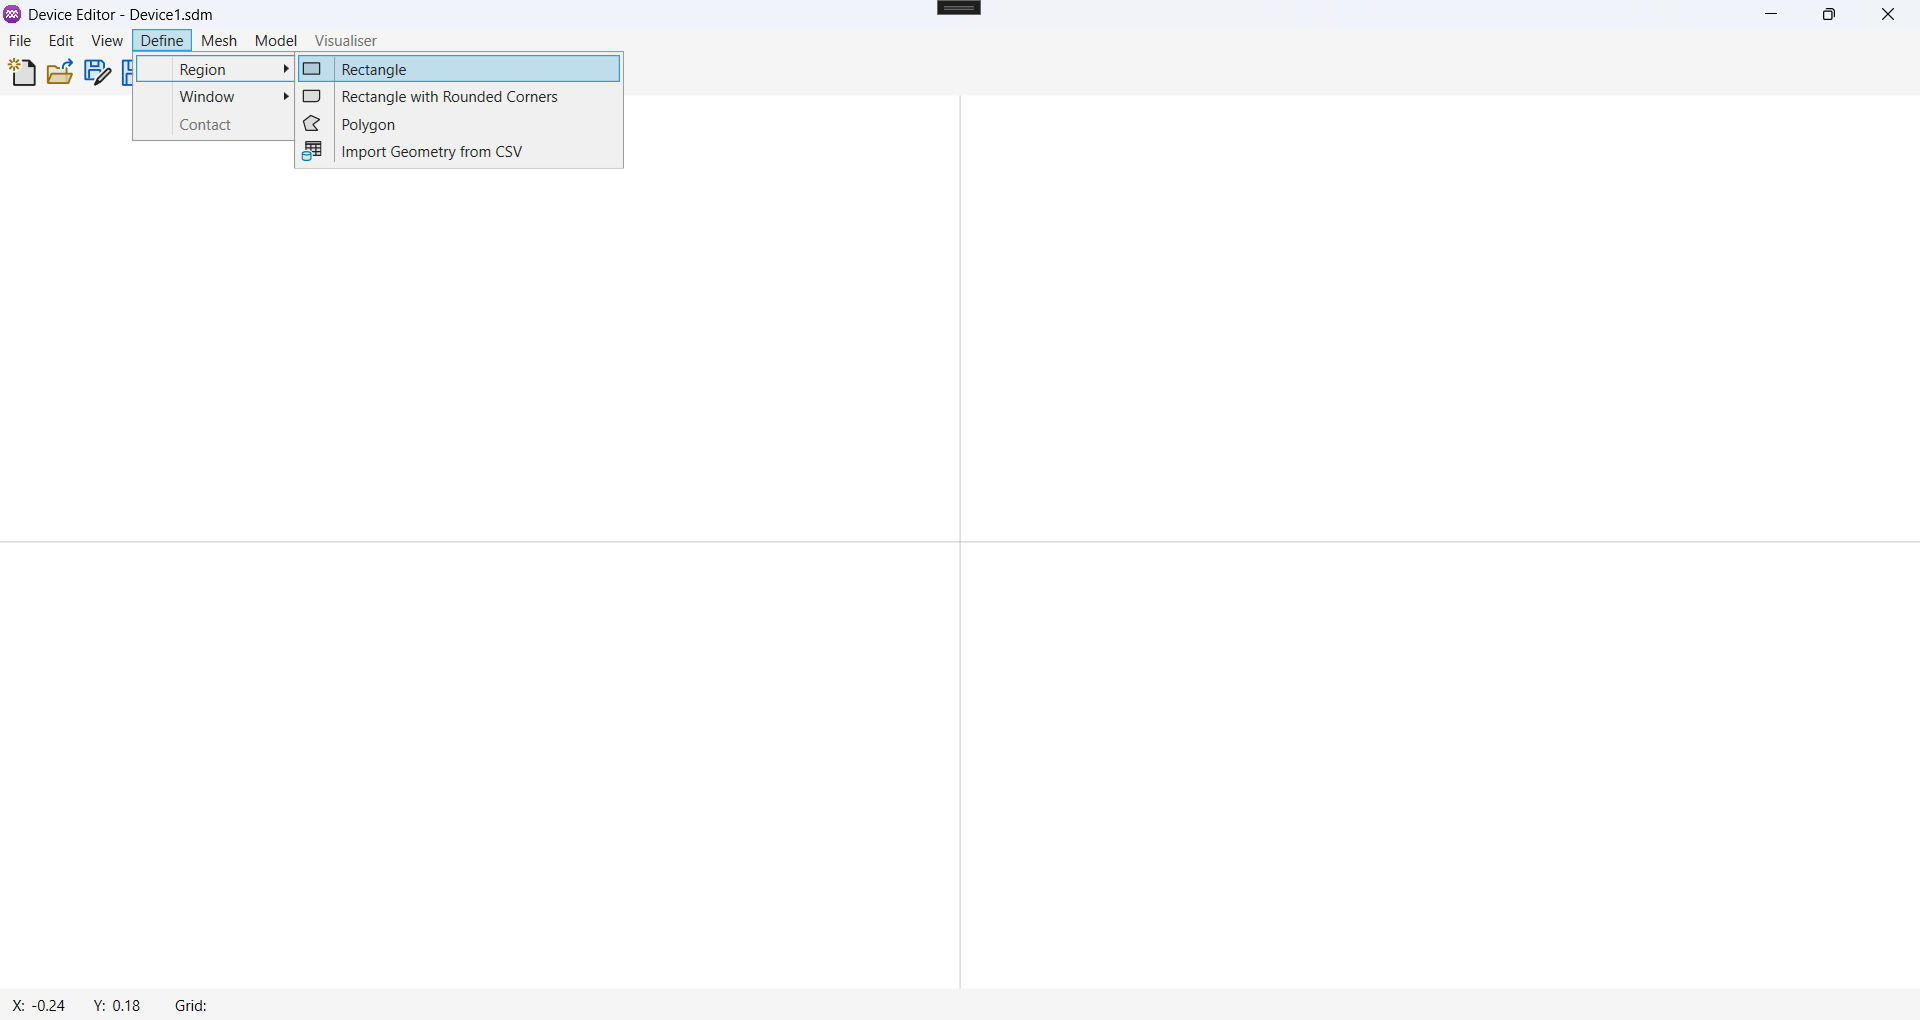 Device Editor - Device1.sdm
File Edit View Define Mesh Model Visualiser
Region
Window
Contact
Rectangle
Rectangle with Rounded Corners
Polygon
Import Geometry from CSV
X: -0.24 Y: 0.18 Grid: